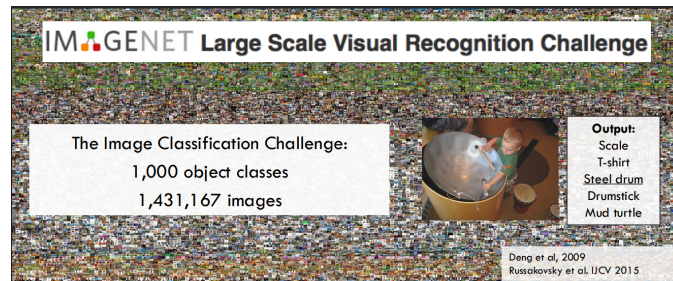 IMAGENET Large Scale Visual Recognition Challenge
The Image Classification Challenge:
1,000 object classes
1,431,167 images
Output:
Scale
T-shirt
Steel drum
Drumstick
Mud turtle
Deng et al, 2009
Russakovsky et al. IJCV 2015